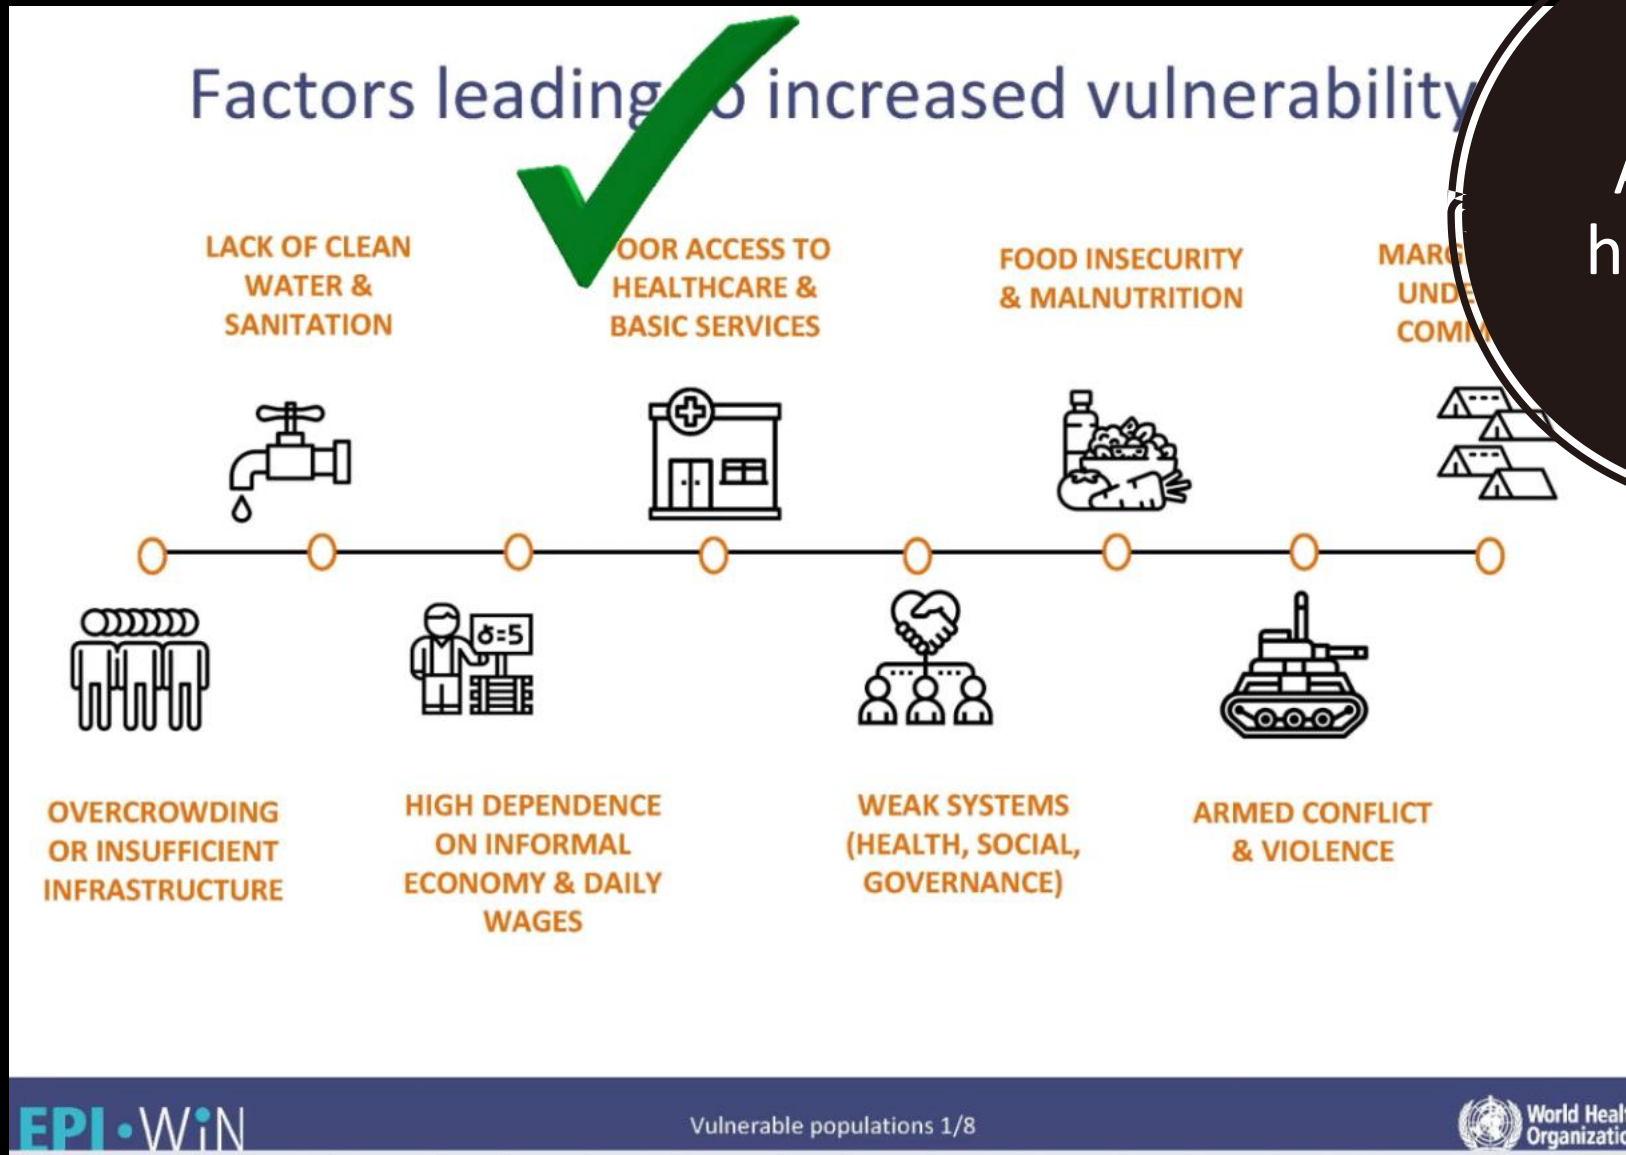 Factors leading increased vulnerability
LACK OF CLEAN
WATER &
SANITATION
ACCESS TO
HEALTHCARE &
BASIC SERVICES
FOOD INSECURITY
& MALNUTRITION
OVERCROWDING
OR INSUFFICIENT
INFRASTRUCTURE
HIGH DEPENDENCE
ON INFORMAL
ECONOMY & DAILY
WAGES
WEAK SYSTEMS
(HEALTH, SOCIAL,
GOVERNANCE)
ARMED CONFLICT
& VIOLENCE
EPI•WiN
Vulnerable populations 1/8
World